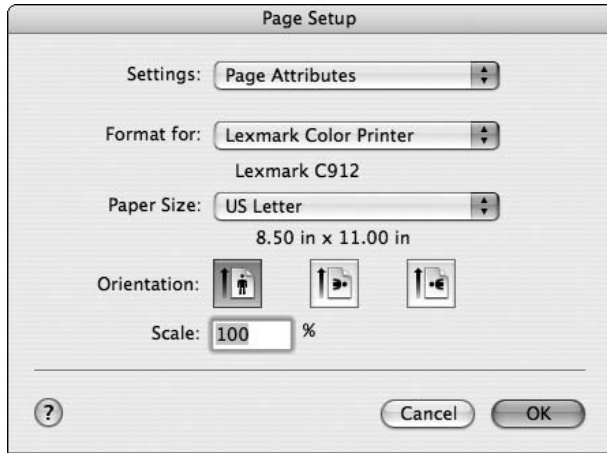 Page Setup
Settings: Page Attributes
Format for: Lexmark Color Printer
Lexmark C912
Paper Size: US Letter
8.50 in x 11.00 in
Orientation:
Scale: 100 %
? Cancel OK